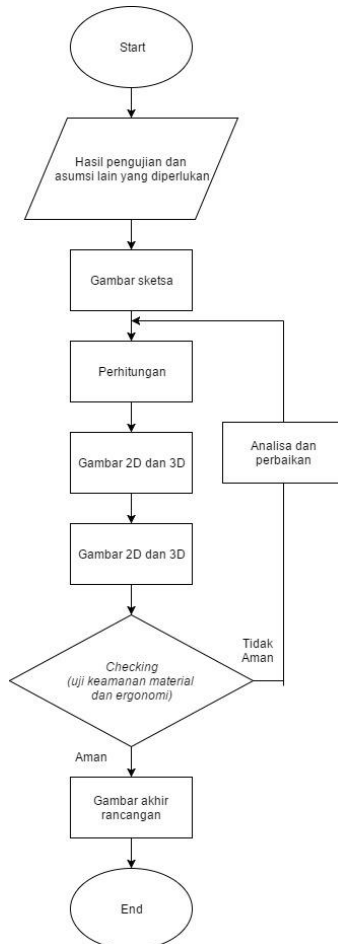 Start
Hasil pengujian dan
asumsi lain yang diperlukan
Gambar sketsa
Perhitungan
Analisa dan
perbaikan
Gambar 2D dan 3D
Gambar 2D dan 3D
Tidak
Aman
Checking
(uji keamanan material
dan ergonomi)
Aman
Gambar akhir
rancangan
End